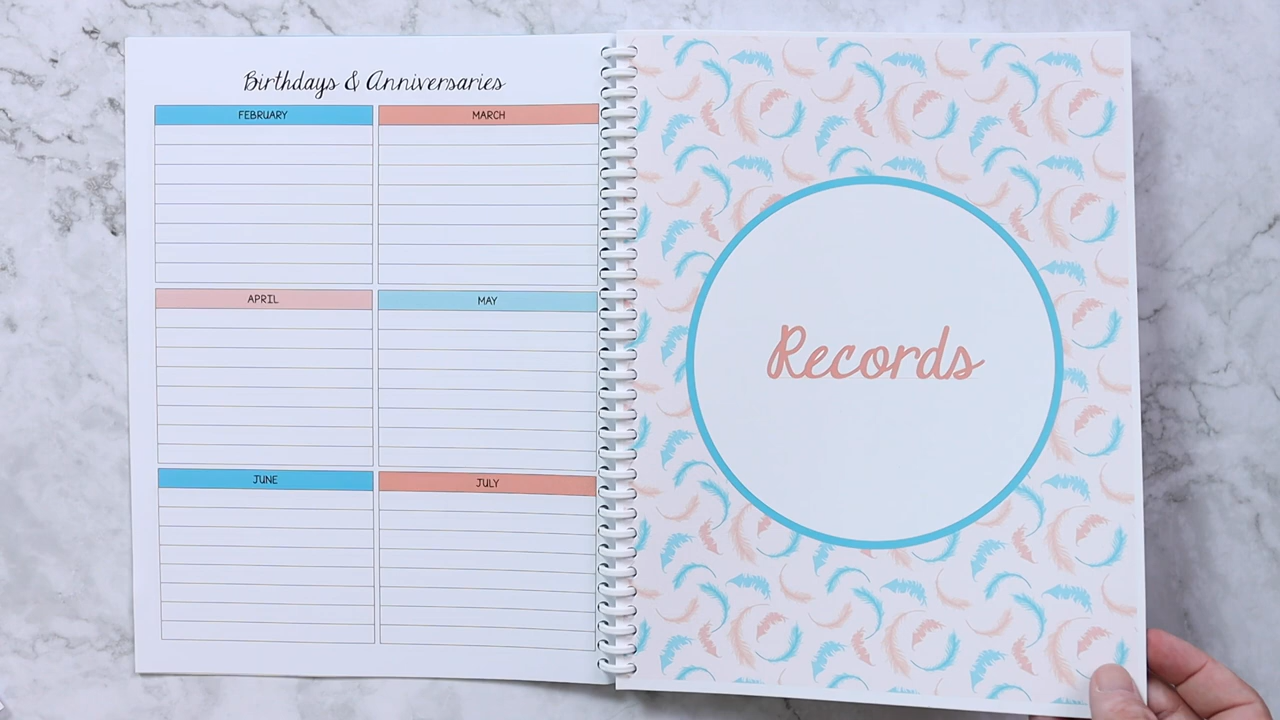 Birthdays & Anniversaries
FEBRUARY
MARCH
APRIL
MAY
JUNE
JULY
Records